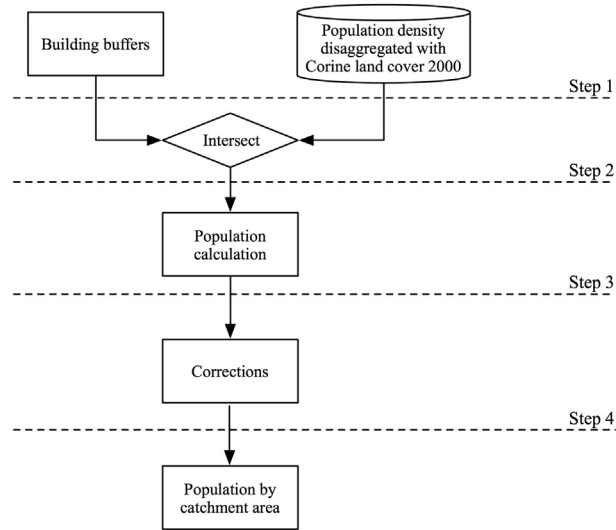 Building buffers
Population density
disaggregated with
Corine land cover 2000
Step 1
Intersect
Step 2
Population
calculation
Step 3
Corrections
Step 4
Population by
catchment area